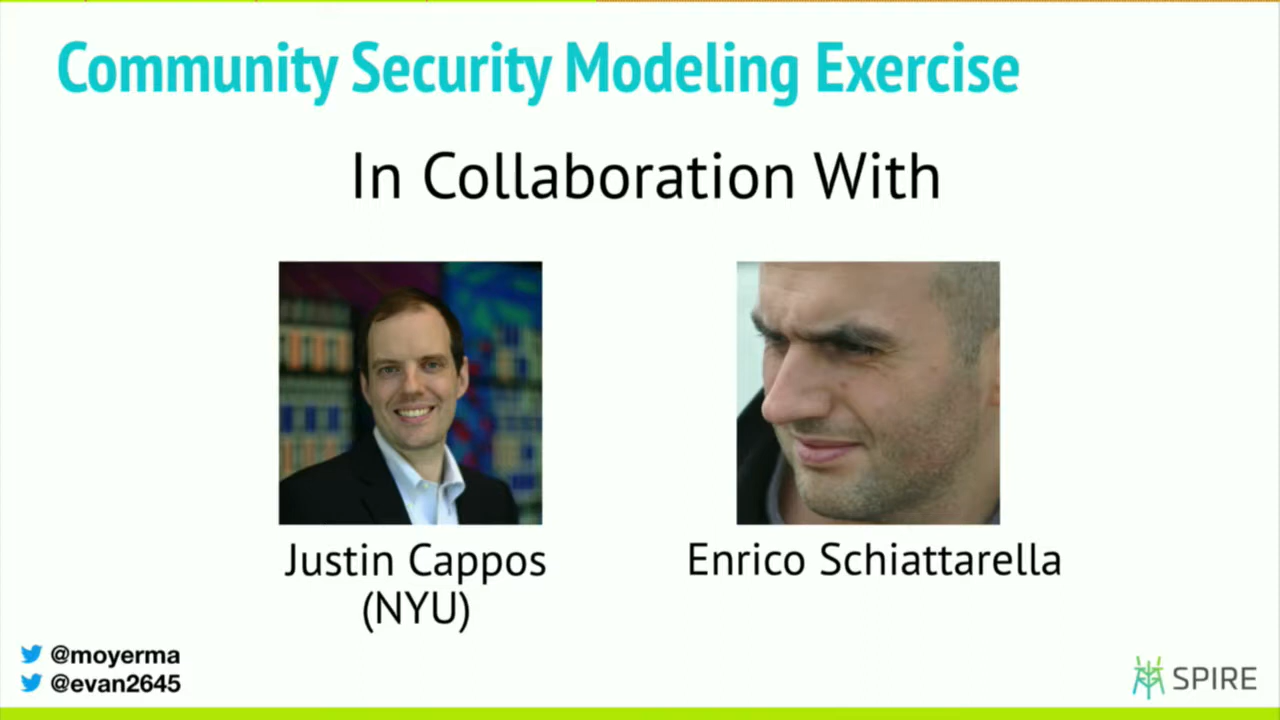 Community Security Modeling Exercise
In Collaboration With
Justin Cappos
(NYU)
Enrico Schiattarella
@moyerma
@evan2645
SPIRE